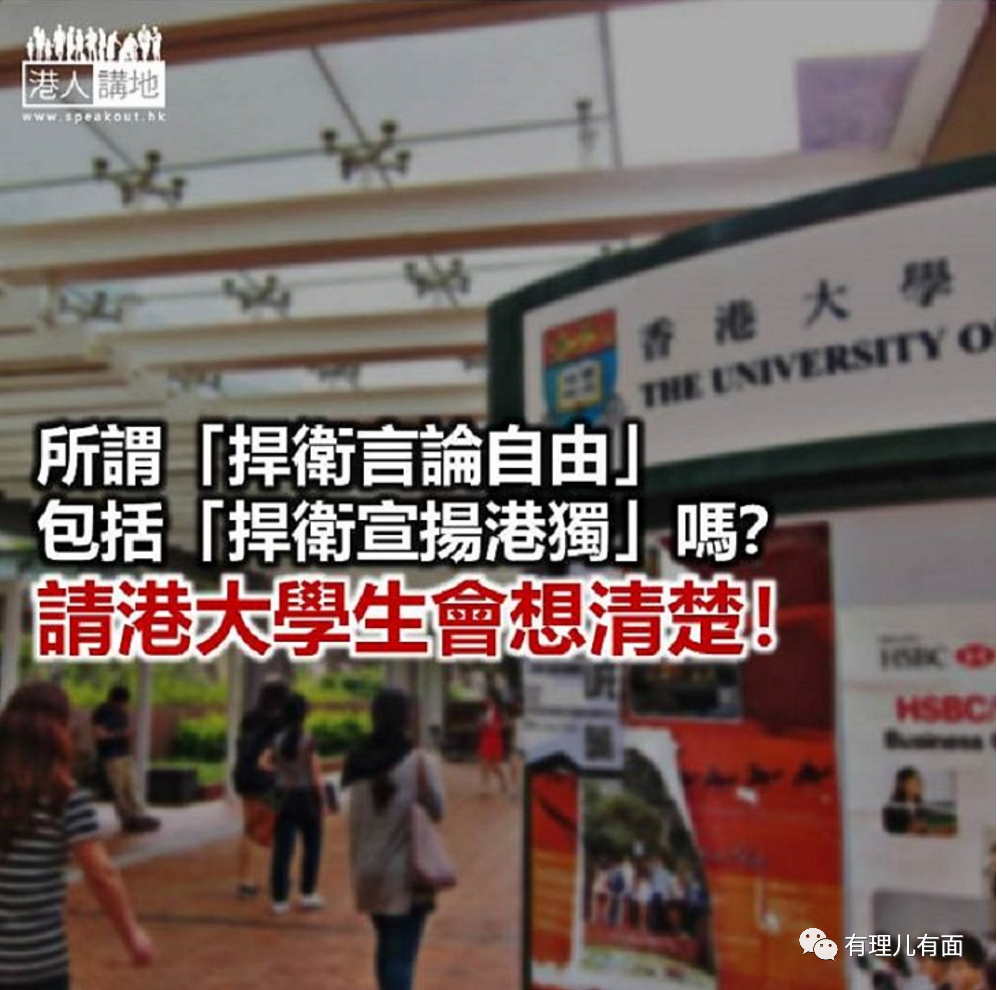 港人講地
www.speakout.hk
香港大學
THE UNIVERSITY O
所謂「捍衛言論自由」
包括「捍衛宣揚港獨」嗎?
請港大學生會想清楚!
HSBC
HSBC/
Business
有理儿有面